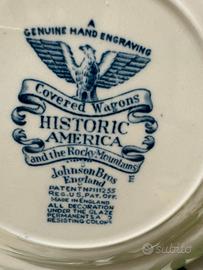 A
GENUINE HAND ENGRAVING
Covered Wagons
HISTORIC
AMERICA
and the Rocky Mountains
Johnson Bros
England
E
PATENT
REG. U.S. PAT. OFF.
MADE IN ENGLAND
ALL DECORATION
UNDER THE GLAZE
PERMANENT &
RESISTING COLORS
Subito